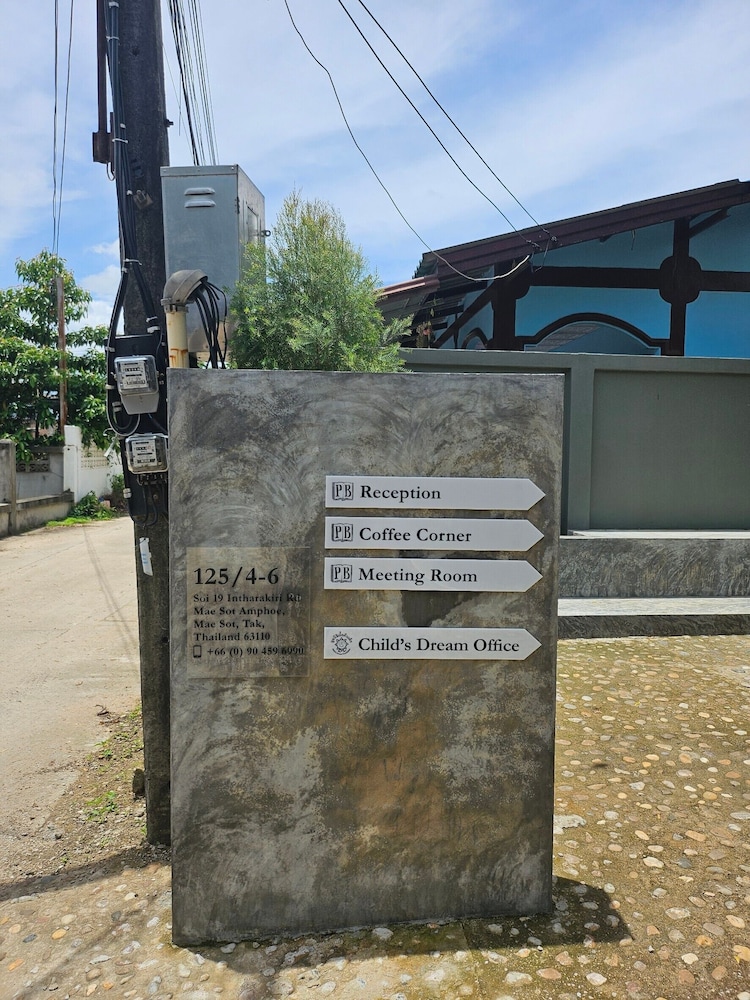 125/4-6
Soi 19 Intharakiri Rd.
Mae Sot Amphoe,
Mae Sot, Tak,
Thailand 63110
+66 (0) 90 459 6990
PB Reception
PB Coffee Corner
PB Meeting Room
Child's Dream Office